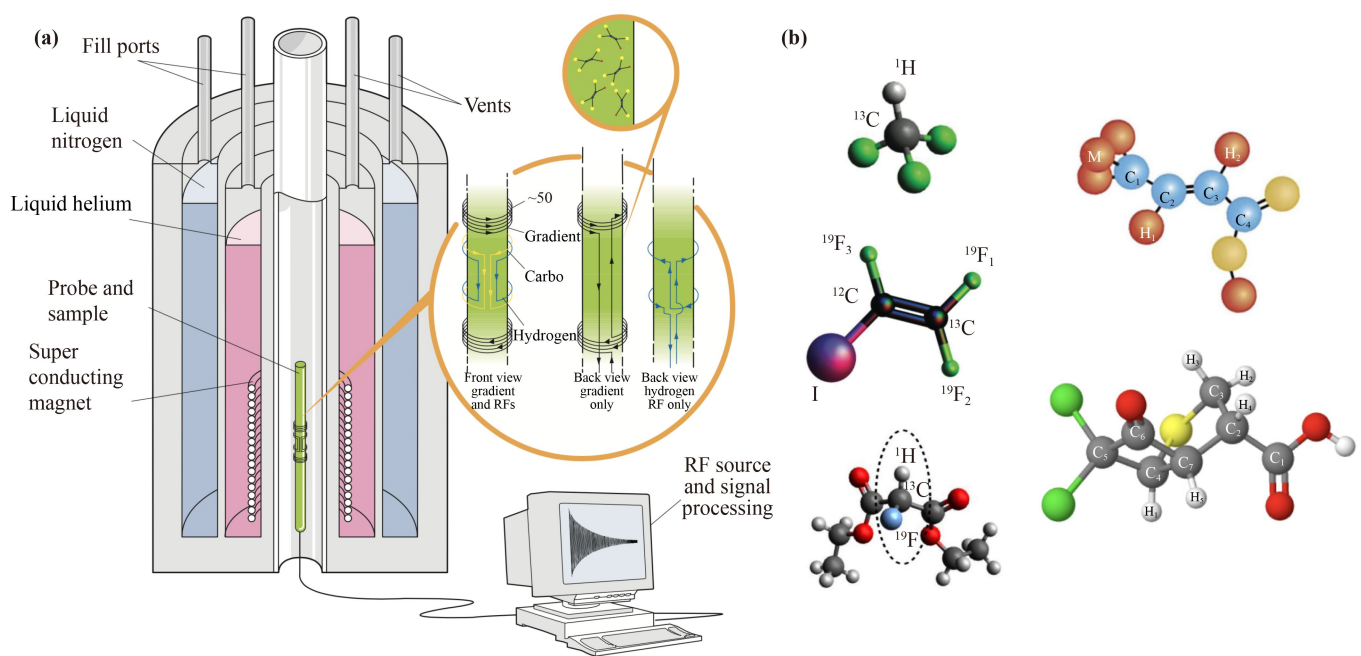 (a)
Fill ports
Vents
Liquid
nitrogen
Liquid helium
Probe and
sample
Super
conducting
magnet
~50
Gradient
Carbo
Hydrogen
Front view
gradient
and RFs
Back view
gradient
only
Back view
hydrogen
RF only
RF source
and signal
processing
(b)
¹H
¹³C
¹⁹F₃
¹⁹F₁
¹²C
¹³C
I
¹⁹F₂
¹H
¹³C
¹⁹F
M
H₂
C₁
C₂
C₃
C₄
H₁
H₃
H₂
C₃
H₄
C₆
C₂
C₅
C₁
C₄
C₇
H₁
H₅